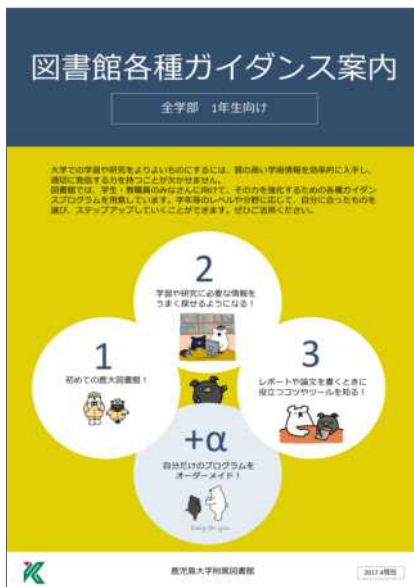 図書館各種ガイダンス案内
全学部　1年生向け
大学での学習や研究をよりよいものにするには、質の高い学術情報を効率的に入手し、
適切に発信する力を持つことが欠かせません。
図書館では、学生・教職員のみなさんに向けて、その力を強化するための各種ガイダン
スプログラムを用意しています。学年毎のレベルや分野に応じて、自分に合ったものを
選び、ステップアップしていくことができます。ぜひご活用ください。
2
学習や研究に必要な情報を
うまく探せるようになる！
1
初めての鹿大図書館！
3
レポートや論文を書くときに
役立つコツやツールを知る！
+α
自分だけのプログラムを
オーダーメイド！
鹿児島大学附属図書館